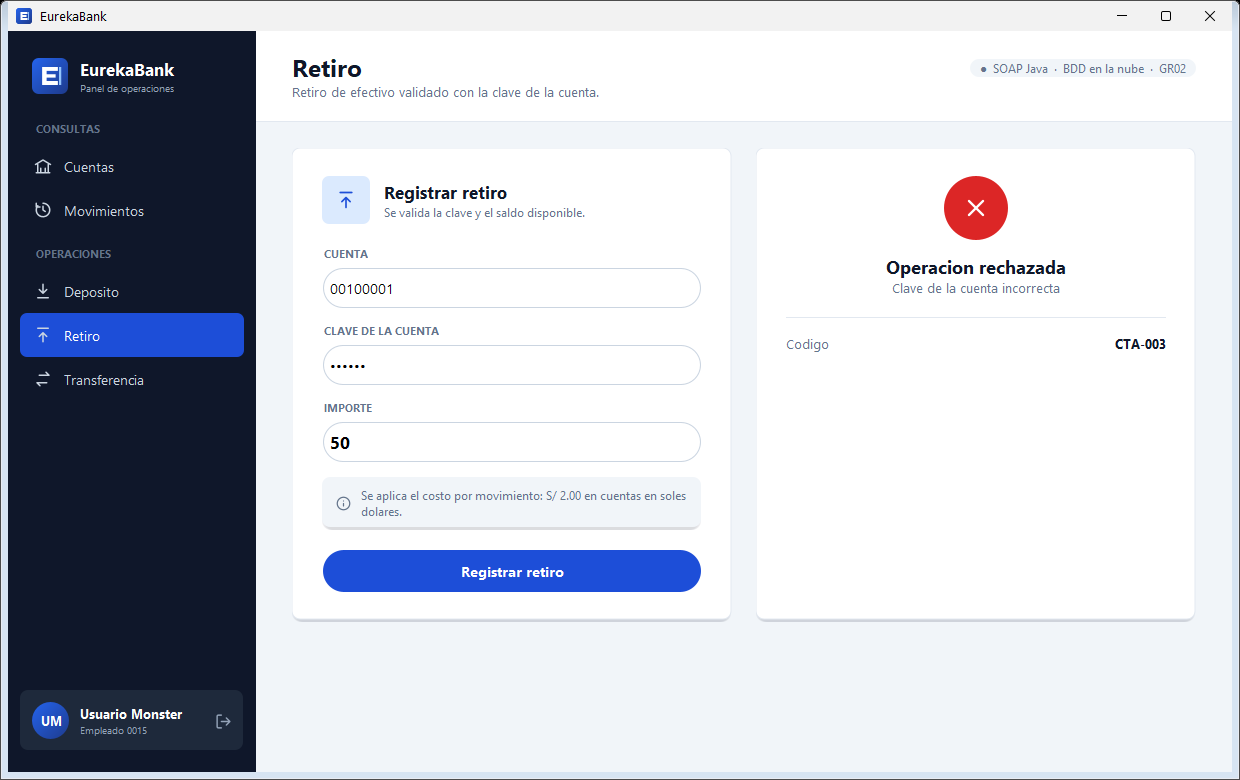 EurekaBank
EurekaBank
Panel de operaciones
CONSULTAS
Cuentas
Movimientos
OPERACIONES
Deposito
Retiro
Transferencia
UM
Usuario Monster
Empleado 0015
Retiro
Retiro de efectivo validado con la clave de la cuenta.
● SOAP Java · BDD en la nube · GR02
Registrar retiro
Se valida la clave y el saldo disponible.
CUENTA
00100001
CLAVE DE LA CUENTA
••••••
IMPORTE
50
Se aplica el costo por movimiento: S/ 2.00 en cuentas en soles
dolares.
Registrar retiro
Operacion rechazada
Clave de la cuenta incorrecta
Codigo CTA-003